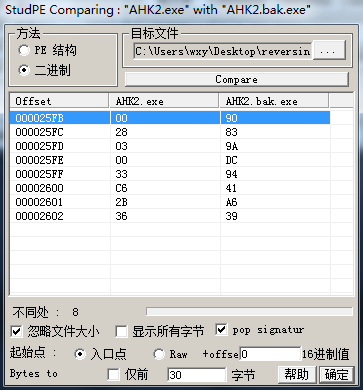 StudPE Comparing : "AHK2.exe" with "AHK2.bak.exe"
方法
PE 结构
二进制
目标文件
C:\Users\wxy\Desktop\reversin
...
Compare
Offset AHK2.exe AHK2.bak.exe
000025FB 00 90
000025FC 28 83
000025FD 03 9A
000025FE 00 DC
000025FF 33 94
00002600 C6 41
00002601 2B A6
00002602 36 39
不同处 : 8
忽略文件大小 显示所有字节 pop signatur
起始点 : 入口点 Raw +offse 0 16进制值
Bytes to 仅前 30 字节 帮助 确定